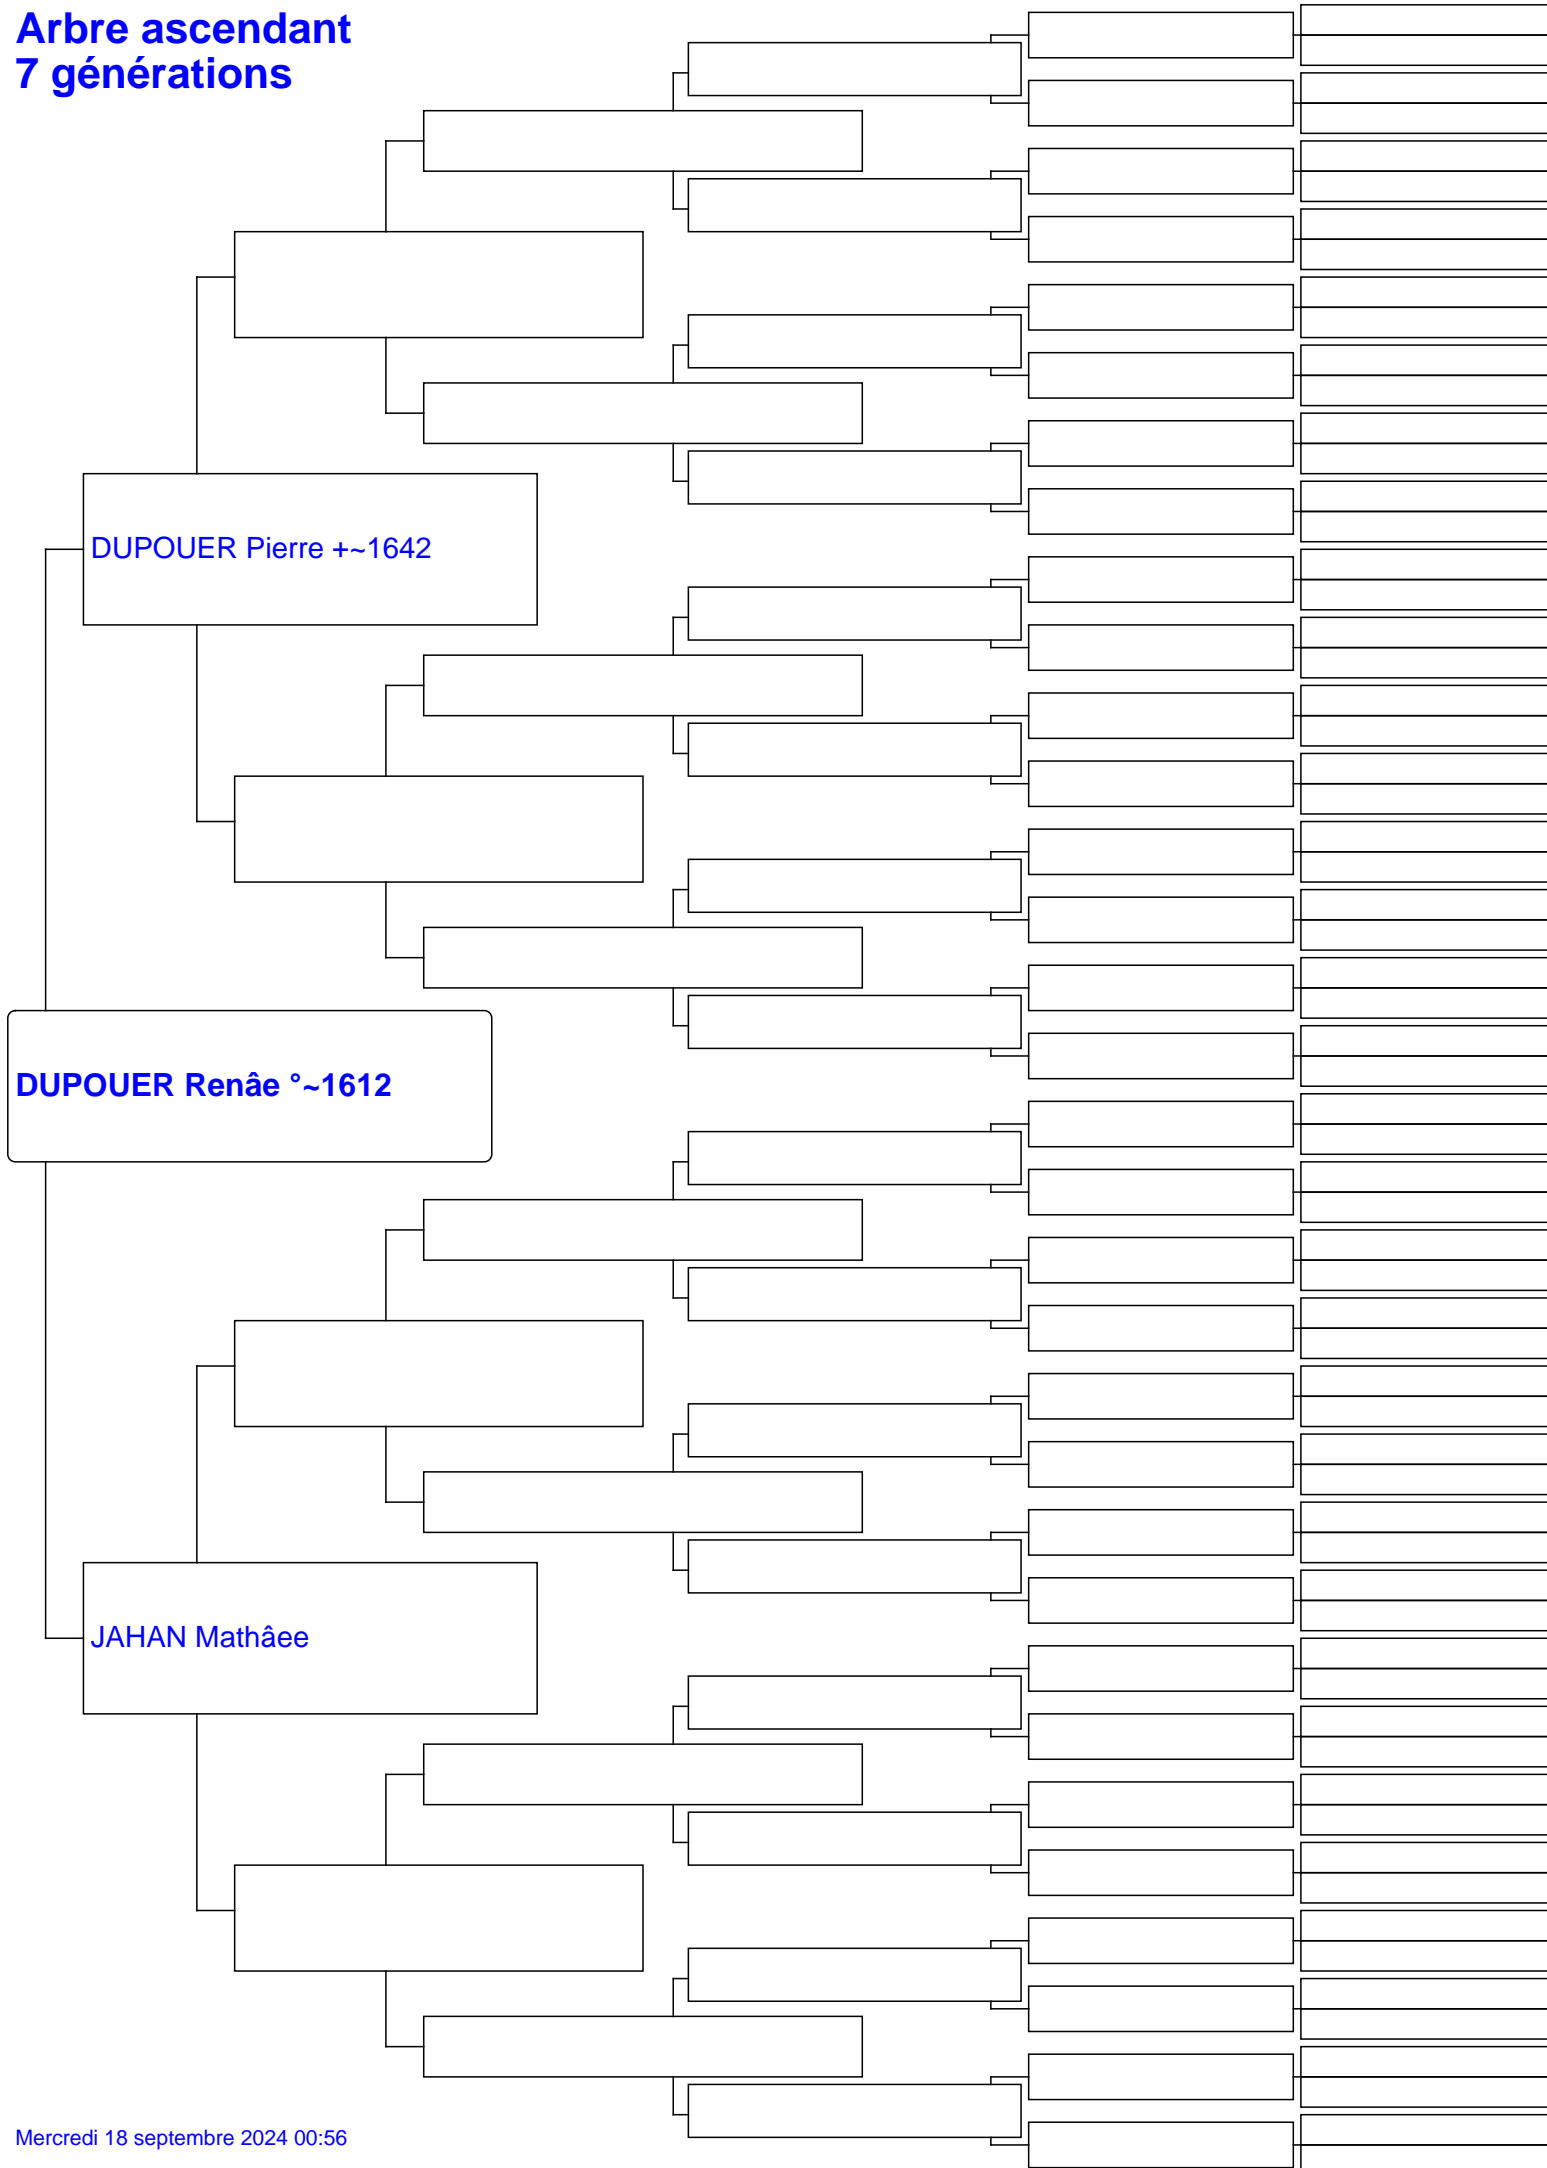 Arbre ascendant
7 générations
DUPOUER Pierre +~1642
DUPOUER Renâe °~1612
JAHAN Mathâee
Mercredi 18 septembre 2024 00:56